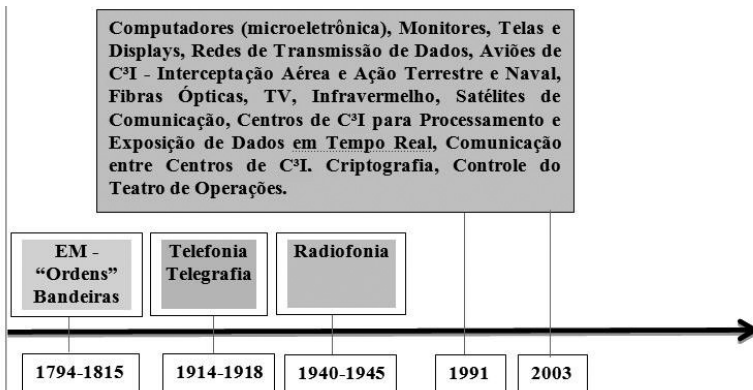 Computadores (microeletrônica), Monitores, Telas e
Displays, Redes de Transmissão de Dados, Aviões de
C³I - Interceptação Aérea e Ação Terrestre e Naval,
Fibras Ópticas, TV, Infravermelho, Satélites de
Comunicação, Centros de C³I para Processamento e
Exposição de Dados em Tempo Real, Comunicação
entre Centros de C³I. Criptografia, Controle do
Teatro de Operações.
EM -
“Ordens”
Bandeiras
Telefonia
Telegrafia
Radiofonia
1794-1815
1914-1918
1940-1945
1991
2003